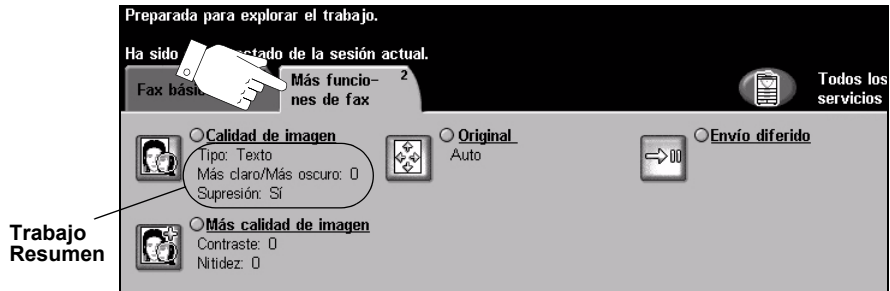 Preparada para explorar el trabajo.
Ha sido tado de la sesión actual.
Fax bási
Más funcio-
nes de fax
2
Todos los
servicios
Calidad de imagen
Tipo: Texto
Más claro/Más oscuro: 0
Supresión: Sí
Original
Auto
Envío diferido
Más calidad de imagen
Contraste: 0
Nitidez: 0
Trabajo
Resumen